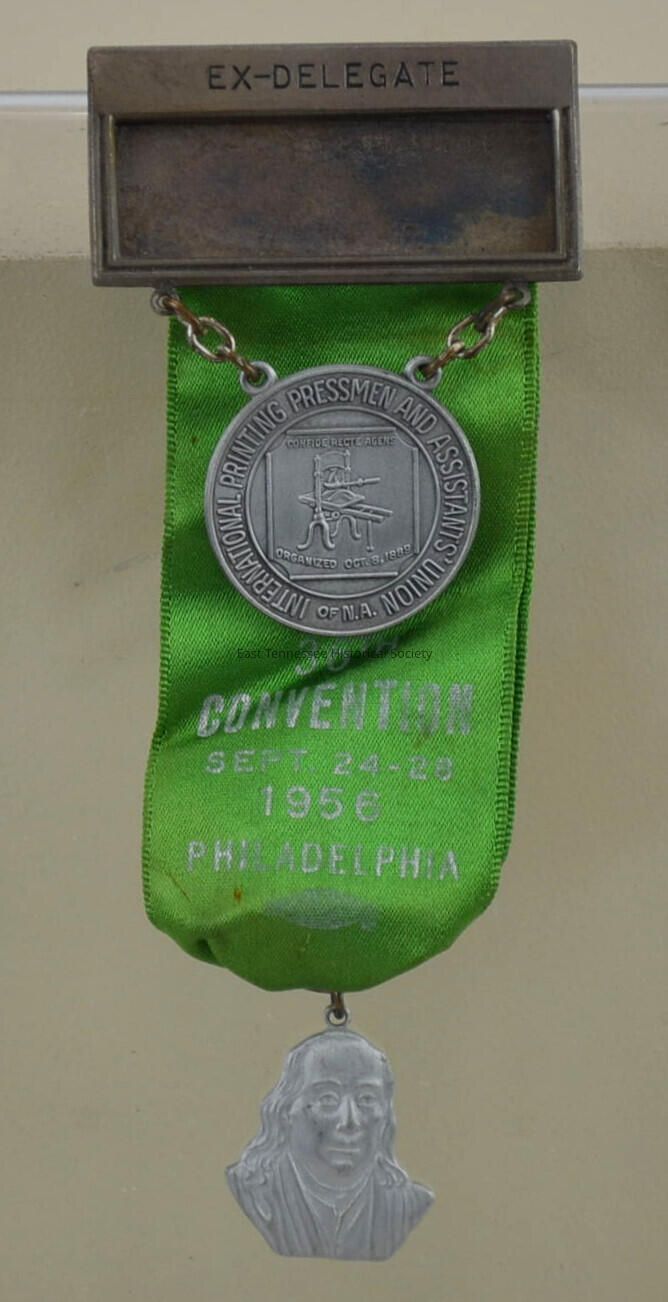 EX-DELEGATE
INTERNATIONAL PRINTING PRESSMEN AND ASSISTANTS' UNION
OF N.A.
CONFIDE RECTE AGENS
ORGANIZED OCT. 8, 1889
East Tennessee Historical Society
CONVENTION
SEPT. 24-28
1956
PHILADELPHIA